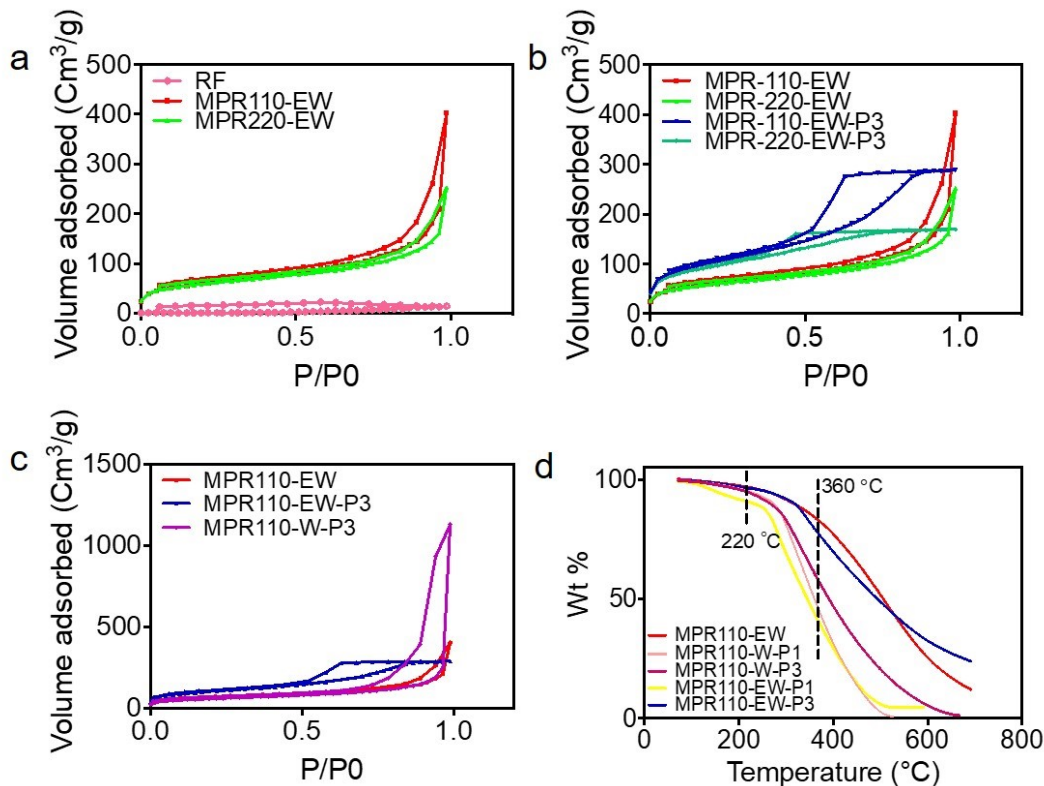 a
Volume adsorbed (Cm³/g)
500
400
300
200
100
0
RF
MPR110-EW
MPR220-EW
0.0
0.5
1.0
P/P0
b
Volume adsorbed (Cm³/g)
500
400
300
200
100
0
MPR-110-EW
MPR-220-EW
MPR-110-EW-P3
MPR-220-EW-P3
0.0
0.5
1.0
P/P0
c
Volume adsorbed (Cm³/g)
1500
1000
500
0
MPR110-EW
MPR110-EW-P3
MPR110-W-P3
0.0
0.5
1.0
P/P0
d
Wt %
100
50
0
360 °C
220 °C
MPR110-EW
MPR110-W-P1
MPR110-W-P3
MPR110-EW-P1
MPR110-EW-P3
0
200
400
600
800
Temperature (°C)